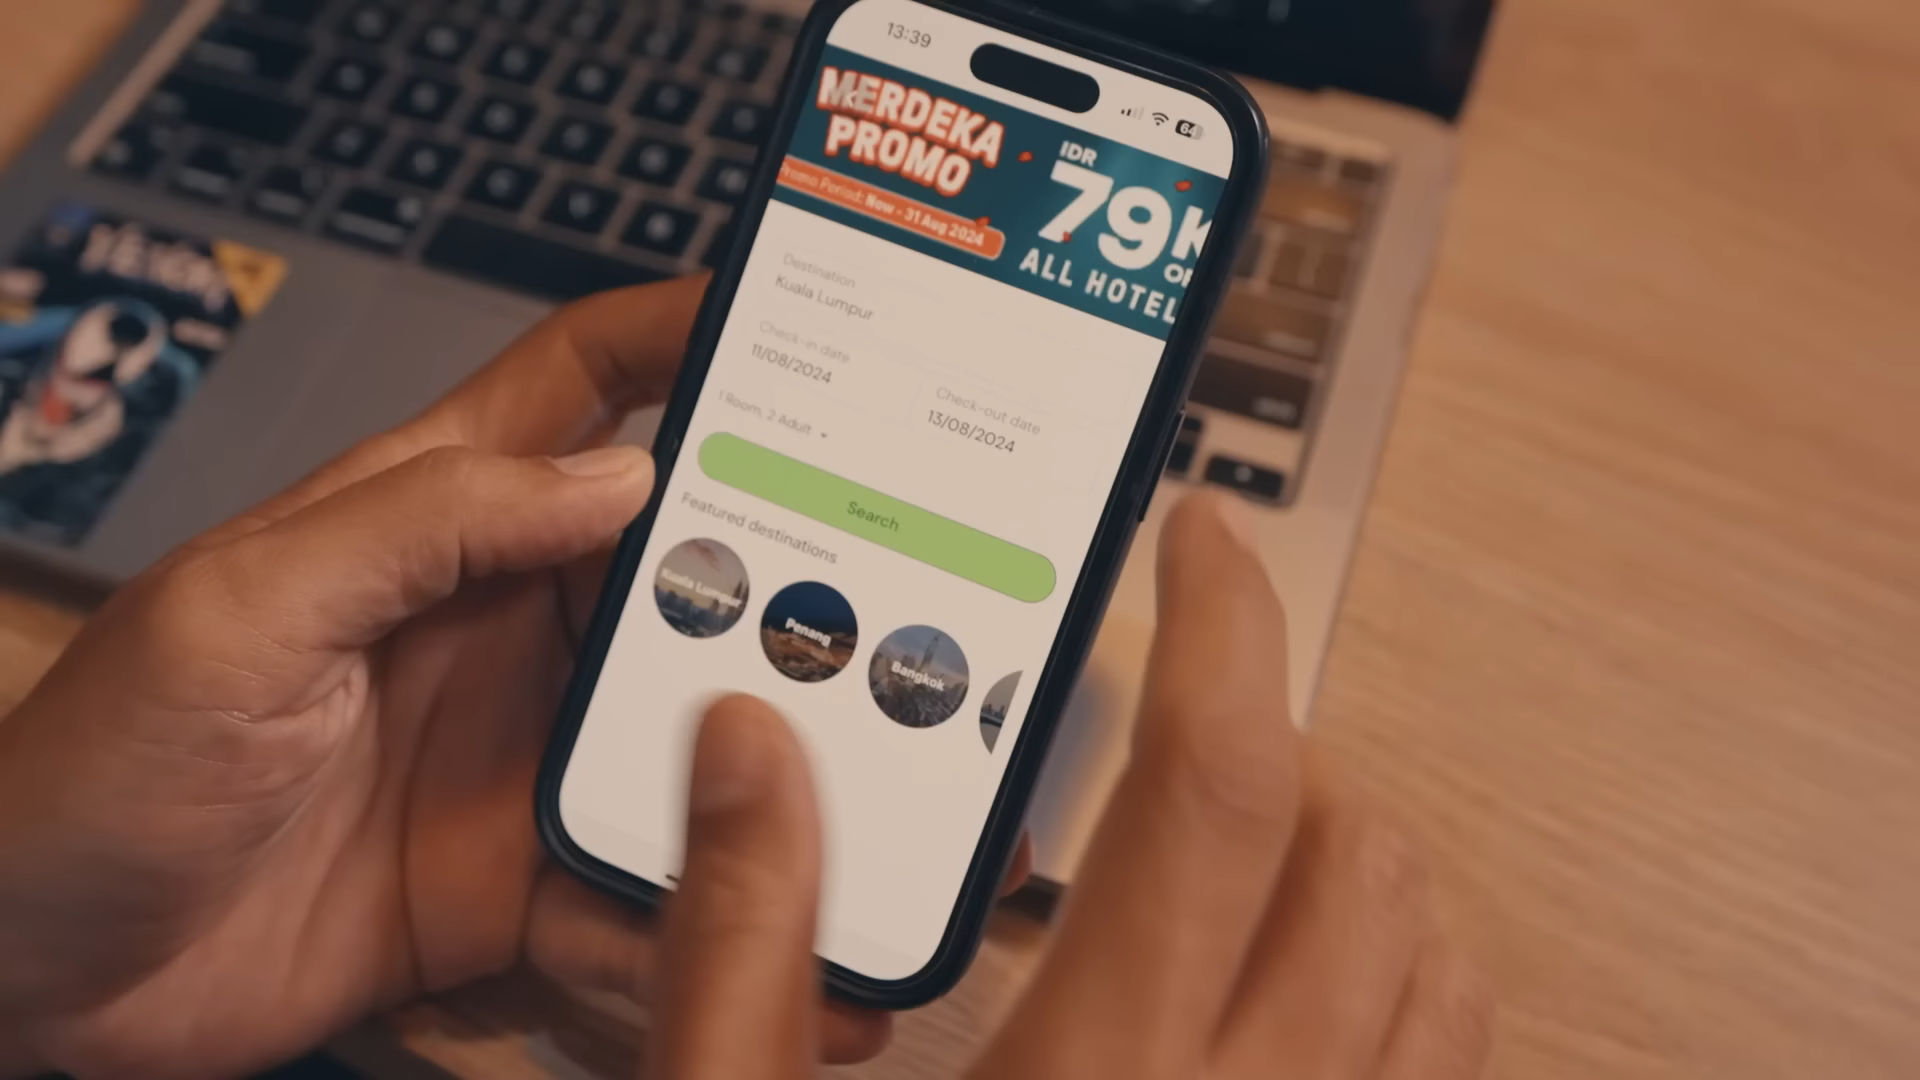 13:39
64
MERDEKA
PROMO
Promo Period: Now - 31 Aug 2024
IDR
79K
ALL HOTEL
Destination
Kuala Lumpur
Check-in date
11/08/2024
Check-out date
13/08/2024
1 Room, 2 Adult
Search
Featured destinations
Kuala Lumpur
Penang
Bangkok